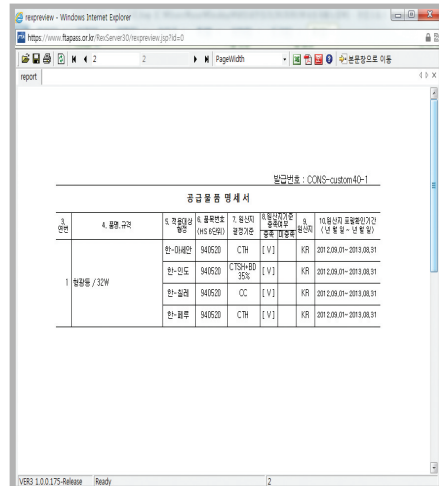 rexpreview - Windows Internet Explorer
https://www.ftapass.or.kr/RexServer30/rexpreview.jsp?id=0
2 2 PageWidth 본문장으로 이동
report
발급번호 : CONS-custom40-1
공급물품 명세서
3. 연번 4. 품명,규격 5. 적용대상 협정 6. 품목번호 (HS 6단위) 7. 원산지 결정기준 8.원산지기준 충족여부 충족 미충족 9. 원산지 10.원산지 포괄확인기간 (년 월 일 ~ 년 월 일)
한-아세안 940520 CTH [ V ] KR 2012.09.01~ 2013.08.31
한-인도 940520 CTSH+BD 35% [ V ] KR 2012.09.01~ 2013.08.31
1 형광등 / 32W
한-칠레 940520 CC [ V ] KR 2012.09.01~ 2013.08.31
한-페루 940520 CTH [ V ] KR 2012.09.01~ 2013.08.31
VER3 1.0.0.175-Release Ready 2